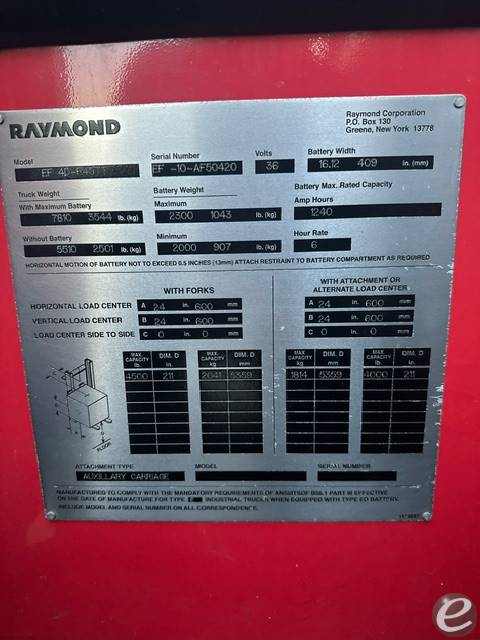 RAYMOND
Raymond Corporation
P.O. Box 130
Greene, New York 13778
Model
Serial Number EF -10-AF50420
Volts 36
Battery Width 16.12 409 in. (mm)
Truck Weight
With Maximum Battery 7810 3544 lb. (kg)
Without Battery 5510 2501 lb. (kg)
Battery Weight
Maximum 2300 1043 lb. (kg)
Minimum 2000 907 lb. (kg)
Battery Max. Rated Capacity
Amp Hours 1240
Hour Rate 6
HORIZONTAL MOTION OF BATTERY NOT TO EXCEED 0.5 INCHES (13mm) ATTACH RESTRAINT TO BATTERY COMPARTMENT AS REQUIRED
WITH FORKS
HORIZONTAL LOAD CENTER A 24 in. 600 mm
VERTICAL LOAD CENTER B 24 in. 600 mm
LOAD CENTER SIDE TO SIDE C 0 in. 0 mm
WITH ATTACHMENT OR
ALTERNATE LOAD CENTER
A 24 in. 600 mm
B 24 in. 600 mm
C 0 in. 0 mm
MAX. CAPACITY lb. DIM. D in.
4500 211
MAX. CAPACITY kg DIM. D mm
2041 5359
MAX. CAPACITY kg DIM. D mm
1814 5359
MAX. CAPACITY lb. DIM. D in.
4000 211
FLOOR
ATTACHMENT TYPE
AUXILLARY CARRIAGE
MODEL
SERIAL NUMBER
MANUFACTURED TO COMPLY WITH THE MANDATORY REQUIREMENTS OF ANSI/ITSDF B56.1 PART III EFFECTIVE
ON THE DATE OF MANUFACTURE FOR TYPE INDUSTRIAL TRUCKS WHEN EQUIPPED WITH TYPE EO BATTERY.
INCLUDE MODEL AND SERIAL NUMBER ON ALL CORRESPONDENCE.
e